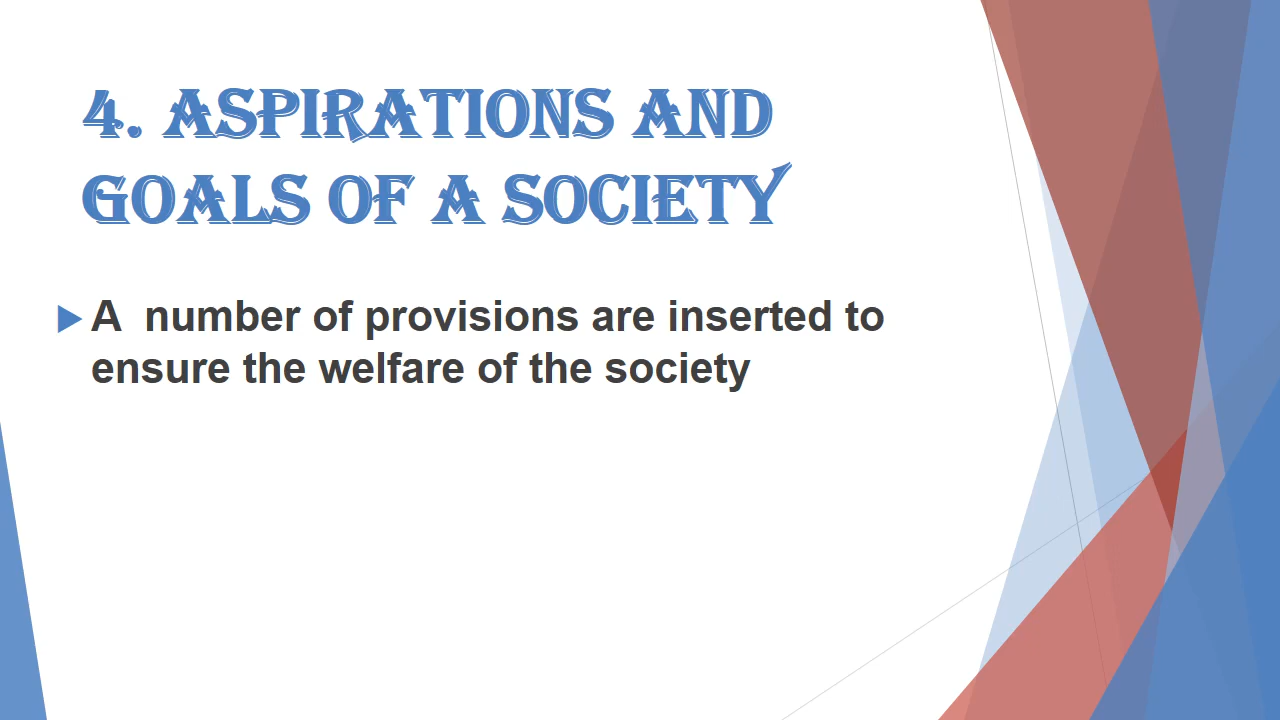 4. ASPIRATIONS AND
GOALS OF A SOCIETY
A  number of provisions are inserted to
ensure the welfare of the society